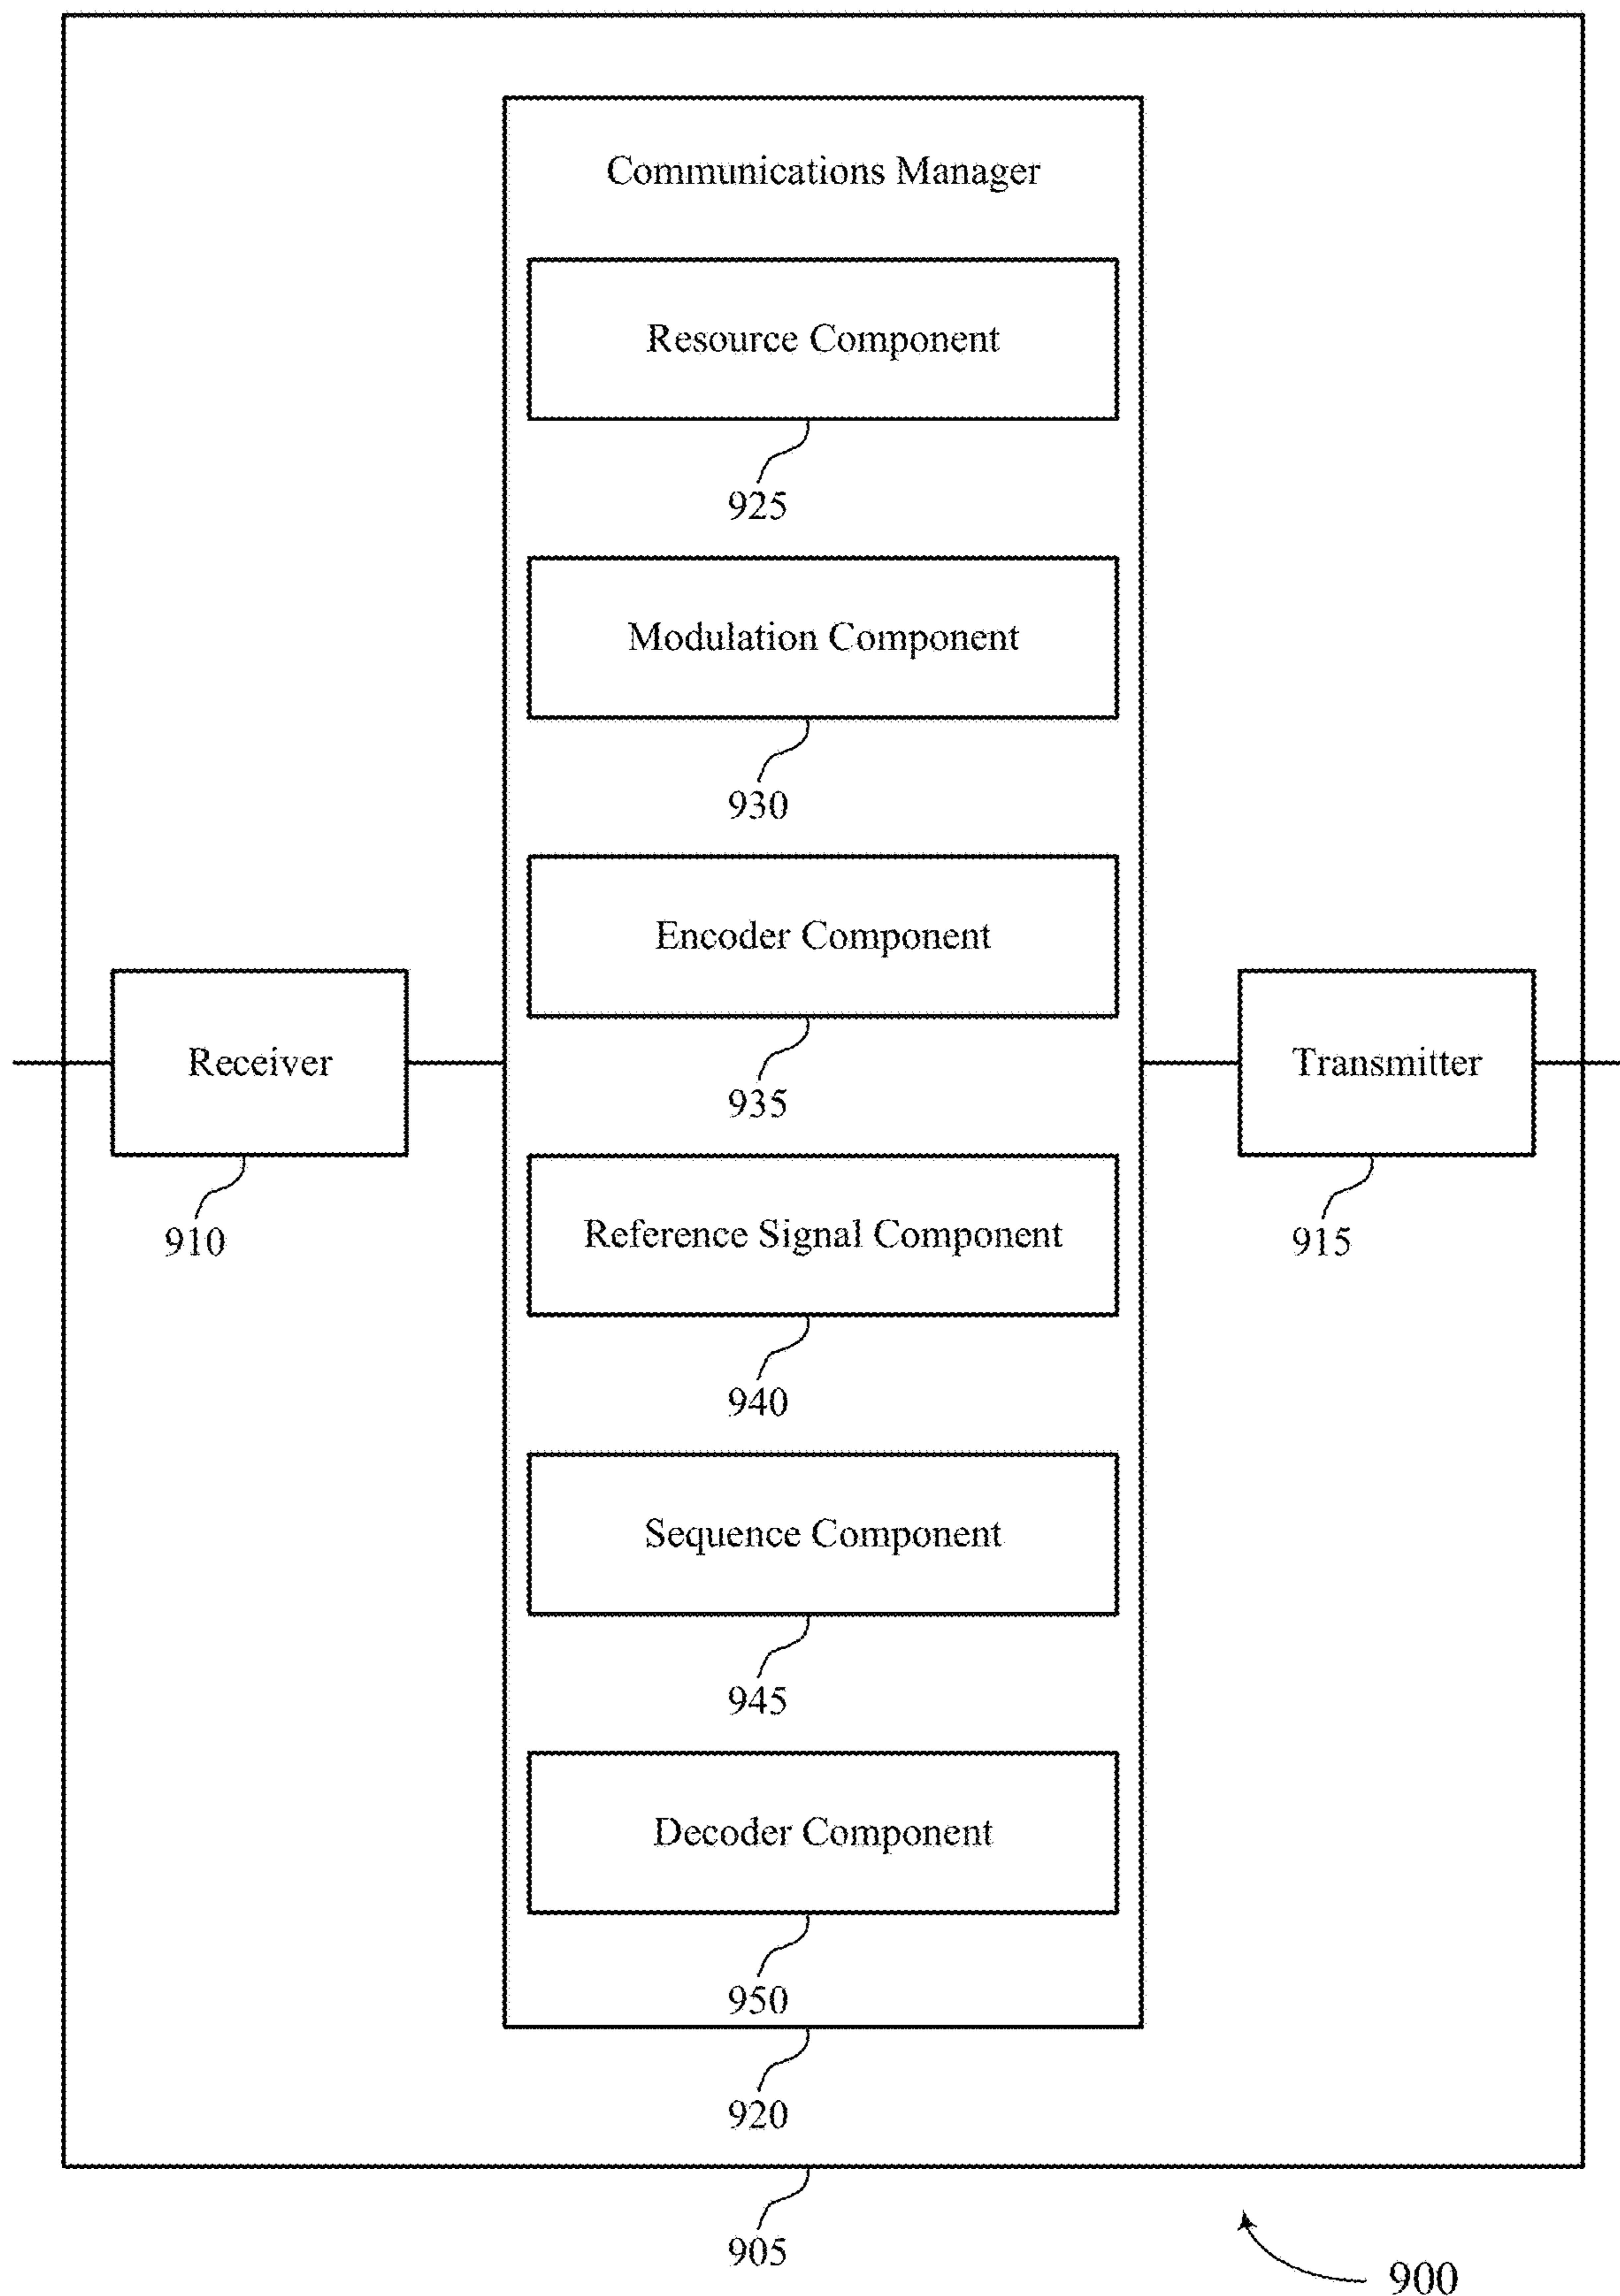 Communications Manager
Resource Component
925
Modulation Component
930
Encoder Component
935
Receiver
910
Transmitter
915
Reference Signal Component
940
Sequence Component
945
Decoder Component
950
920
905
900